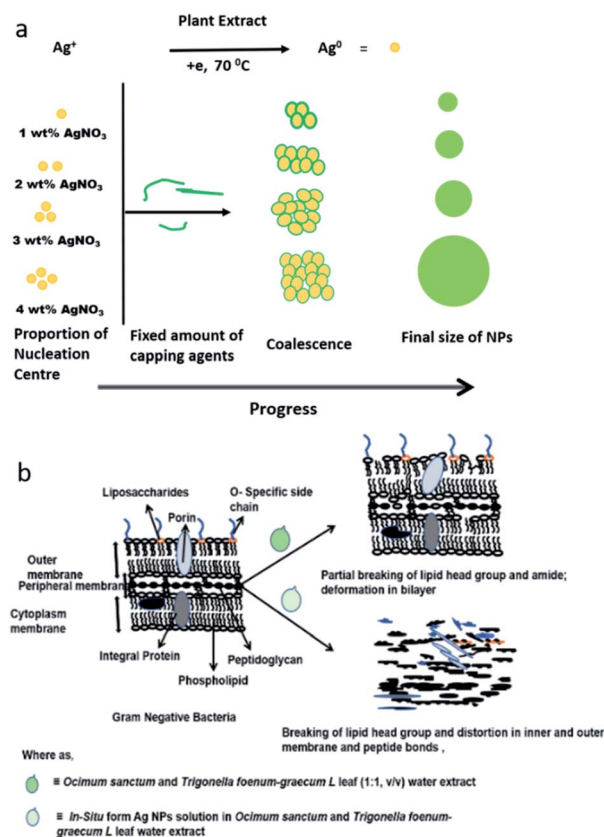 a
Plant Extract
Ag⁺
+e, 70 ⁰C
Ag⁰ =
1 wt% AgNO₃
2 wt% AgNO₃
3 wt% AgNO₃
4 wt% AgNO₃
Proportion of
Nucleation
Centre
Fixed amount of
capping agents
Coalescence
Final size of NPs
Progress
b
Liposaccharides
Porin
O- Specific side
chain
Outer
membrane
Peripheral membrane
Cytoplasm
membrane
Integral Protein
Phospholipid
Peptidoglycan
Gram Negative Bacteria
Partial breaking of lipid head group and amide;
deformation in bilayer
Breaking of lipid head group and distortion in inner and outer
membrane and peptide bonds ,
Where as,
≡ Ocimum sanctum and Trigonella foenum-graecum L leaf (1:1, v/v) water extract
≡ In-Situ form Ag NPs solution in Ocimum sanctum and Trigonella foenum-
graecum L leaf water extract